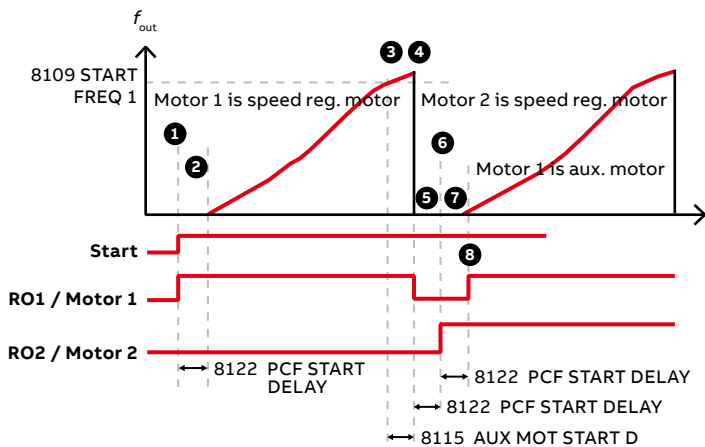 fout
8109 START
FREQ 1
3 4
Motor 1 is speed reg. motor
Motor 2 is speed reg. motor
1
6
2
Motor 1 is aux. motor
5 7
Start
8
RO1 / Motor 1
RO2 / Motor 2
8122 PCF START
DELAY
8122 PCF START DELAY
8122 PCF START DELAY
8115 AUX MOT START D